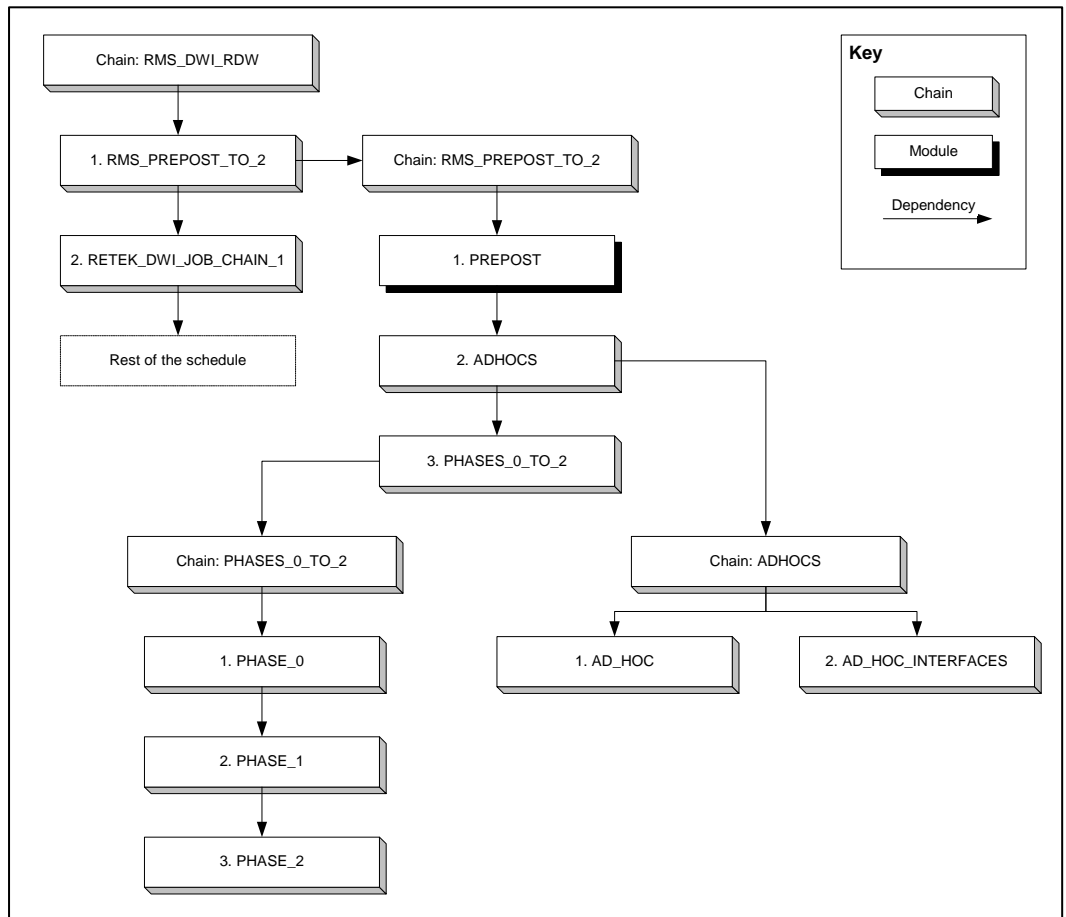 Chain: RMS_DWI_RDW
Key
Chain
1. RMS_PREPOST_TO_2
Chain: RMS_PREPOST_TO_2
Module
Dependency
2. RETEK_DWI_JOB_CHAIN_1
1. PREPOST
Rest of the schedule
2. ADHOCS
3. PHASES_0_TO_2
Chain: PHASES_0_TO_2
Chain: ADHOCS
1. PHASE_0
1. AD_HOC
2. AD_HOC_INTERFACES
2. PHASE_1
3. PHASE_2